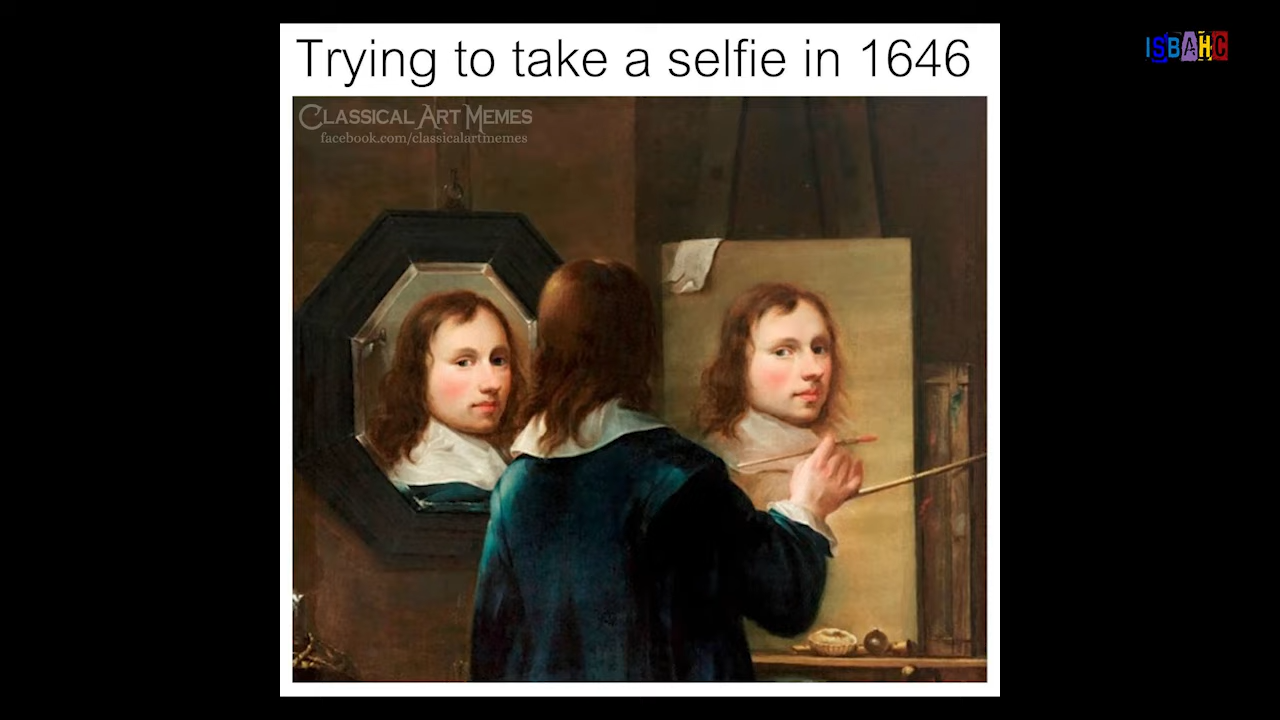 Trying to take a selfie in 1646
ISBAHC
CLASSICAL ART MEMES
facebook.com/classicalartmemes